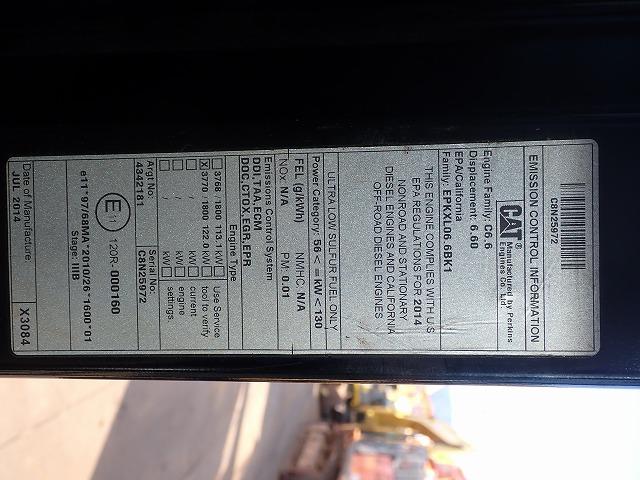 C8N25972
EMISSION CONTROL INFORMATION
CAT® Manufactured by Perkins
Engines Co. Ltd.
Engine Family: C6.6
Displacement: 6.60
EPA/California
Family: EPKXL06.6BK1
THIS ENGINE COMPLIES WITH U.S
EPA REGULATIONS FOR 2014
NONROAD AND STATIONARY
DIESEL ENGINES AND CALIFORNIA
OFF-ROAD DIESEL ENGINES
ULTRA LOW SULFUR FUEL ONLY
Power Category: 56 < = kW < 130
FEL (g/kWh) NMHC: N/A
NOx: N/A PM: 0.01
Emissions Control System
DDI,TAA,ECM
DOC,CTOX,EGR,EPR
Engine Type
3768 /1800 113.1 kW Use Service
X 3770 /1800 122.0 kW tool to verify
/ kW current
/ kW engine
/ kW settings.
Argt No: Serial No:
4342181 C8N25972
E 11 120R-000160
e11*97/68MA*2010/26*1600*01
Stage: IIIB
Date of Manufacture
JUL 2014 X3084